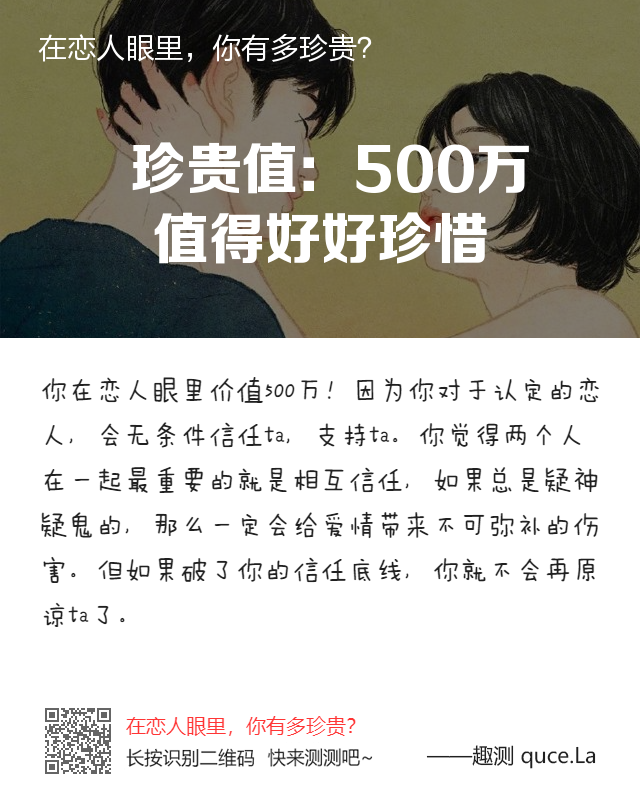 在恋人眼里，你有多珍贵？
珍贵值：500万
值得好好珍惜
你在恋人眼里价值500万！因为你对于认定的恋
人，会无条件信任ta，支持ta。你觉得两个人
在一起最重要的就是相互信任，如果总是疑神
疑鬼的，那么一定会给爱情带来不可弥补的伤
害。但如果破了你的信任底线，你就不会再原
谅ta了。
在恋人眼里，你有多珍贵？
长按识别二维码 快来测测吧~
——趣测 quce.La